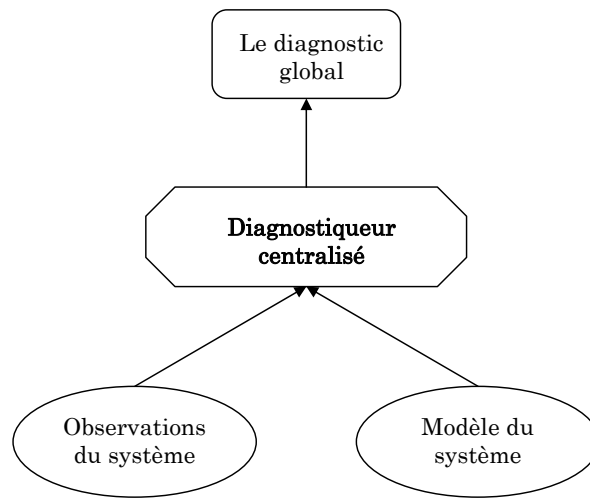 Le diagnostic
global
Diagnostiqueur
centralisé
Observations
du système
Modèle du
système